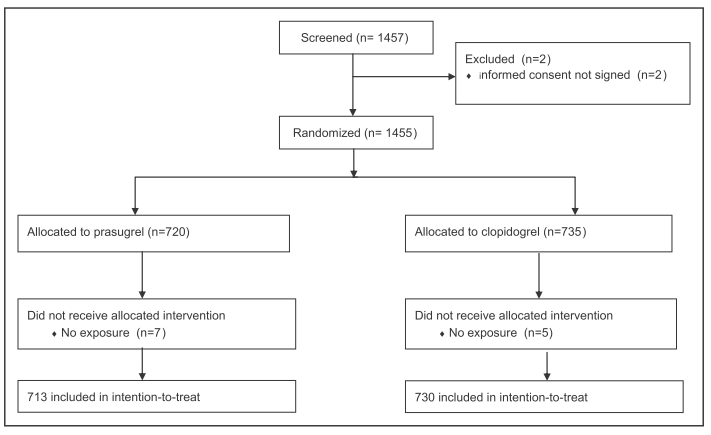 Screened (n= 1457)
Excluded (n=2)
♦ informed consent not signed (n=2)
Randomized (n= 1455)
Allocated to prasugrel (n=720)
Allocated to clopidogrel (n=735)
Did not receive allocated intervention
♦ No exposure (n=7)
Did not receive allocated intervention
♦ No exposure (n=5)
713 included in intention-to-treat
730 included in intention-to-treat